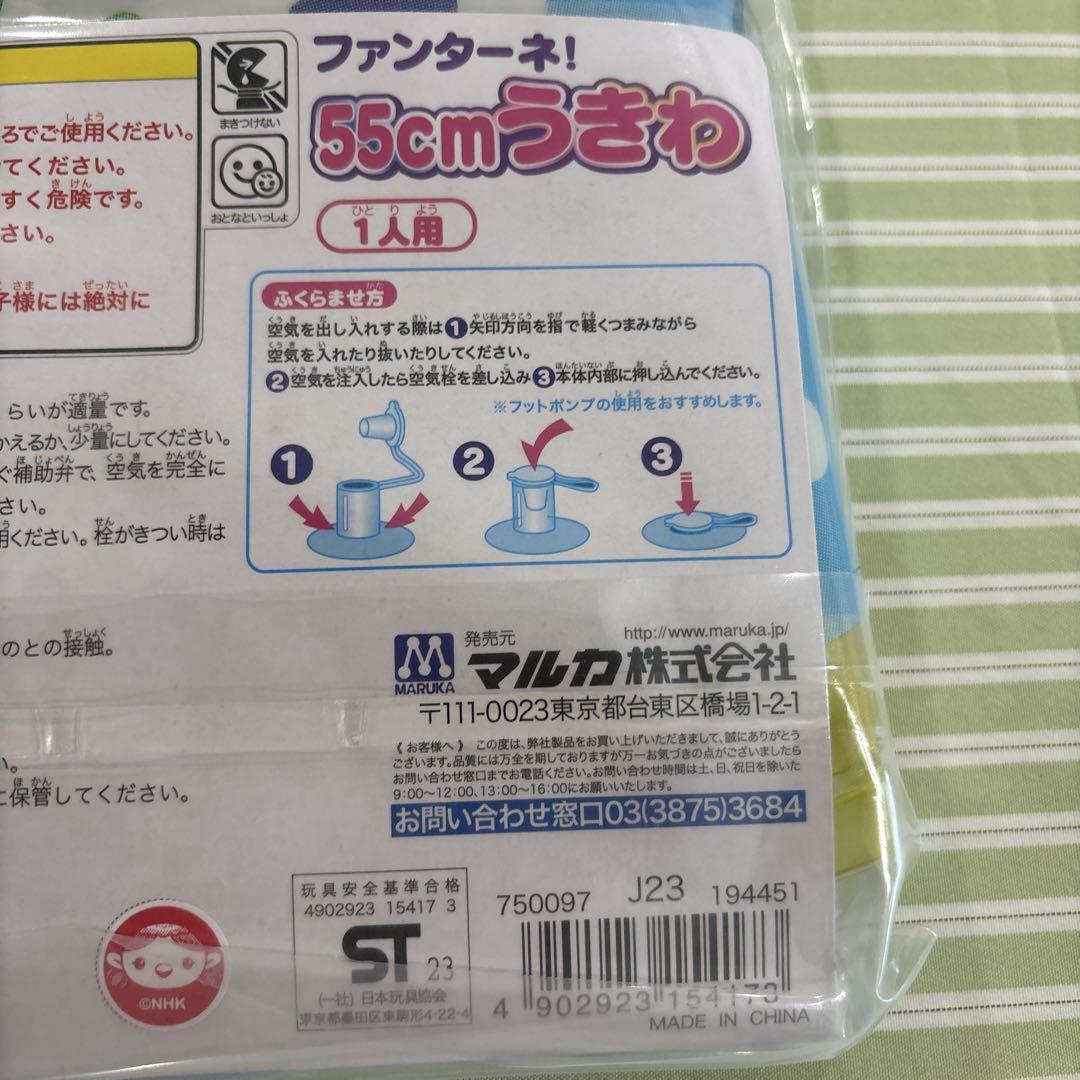 ファンターネ!
55cmうきわ
1人用
まきつけない
おとなといっしょ
ろでご使用ください。
てください。
すく危険です。
さい。
子様には絶対に
ふくらませ方
空気を出し入れする際は①矢印方向を指で軽くつまみながら
空気を入れたり抜いたりしてください。
②空気を注入したら空気栓を差し込み③本体内部に押し込んでください。
※フットポンプの使用をおすすめします。
1
2
3
らいが適量です。
かえるか、少量にしてください。
ぐ補助弁で、空気を完全に
さい。
用ください。栓がきつい時は
のとの接触。
い。
に保管してください。
MARUKA
発売元
http://www.maruka.jp/
マルカ株式会社
〒111-0023東京都台東区橋場1-2-1
《お客様へ》この度は、弊社製品をお買い上げいただきまして、誠にありがとう
ございます。品質には万全を期しておりますが万一お気づきの点がございましたら
お問い合わせ窓口までお電話ください。お問い合わせ時間は土、日、祝日を除いた
9:00〜12:00、13:00〜16:00にお願いいたします。
お問い合わせ窓口03(3875)3684
玩具安全基準合格
4902923 15417 3
ST 23
(一社)日本玩具協会
東京都墨田区東駒形4-22-4
©NHK
750097 J23 194451
4 902923 154173
MADE IN CHINA